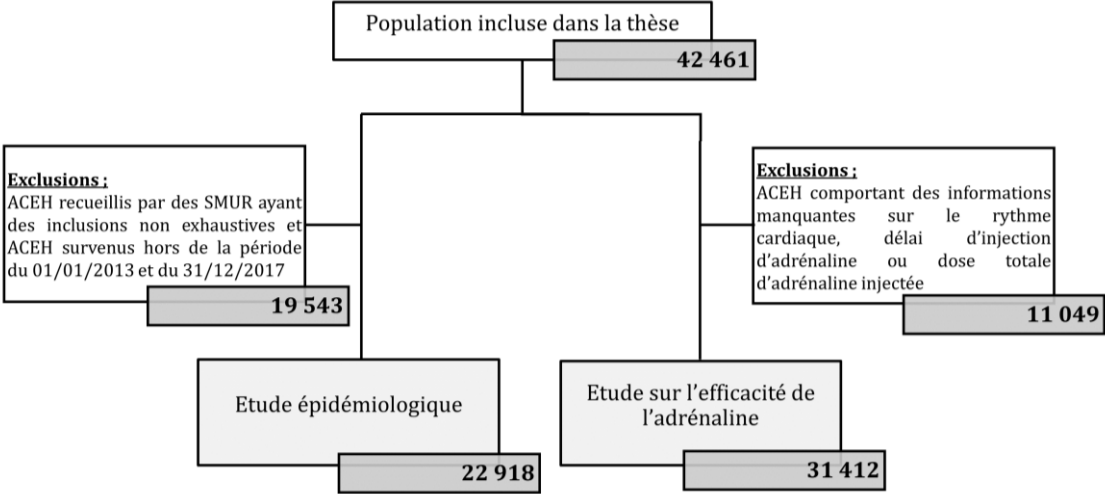 Population incluse dans la thèse
42 461
Exclusions :
ACEH recueillis par des SMUR ayant
des inclusions non exhaustives et
ACEH survenus hors de la période
du 01/01/2013 et du 31/12/2017
19 543
Exclusions :
ACEH comportant des informations
manquantes sur le rythme
cardiaque, délai d’injection
d’adrénaline ou dose totale
d’adrénaline injectée
11 049
Etude épidémiologique
22 918
Etude sur l’efficacité de
l’adrénaline
31 412